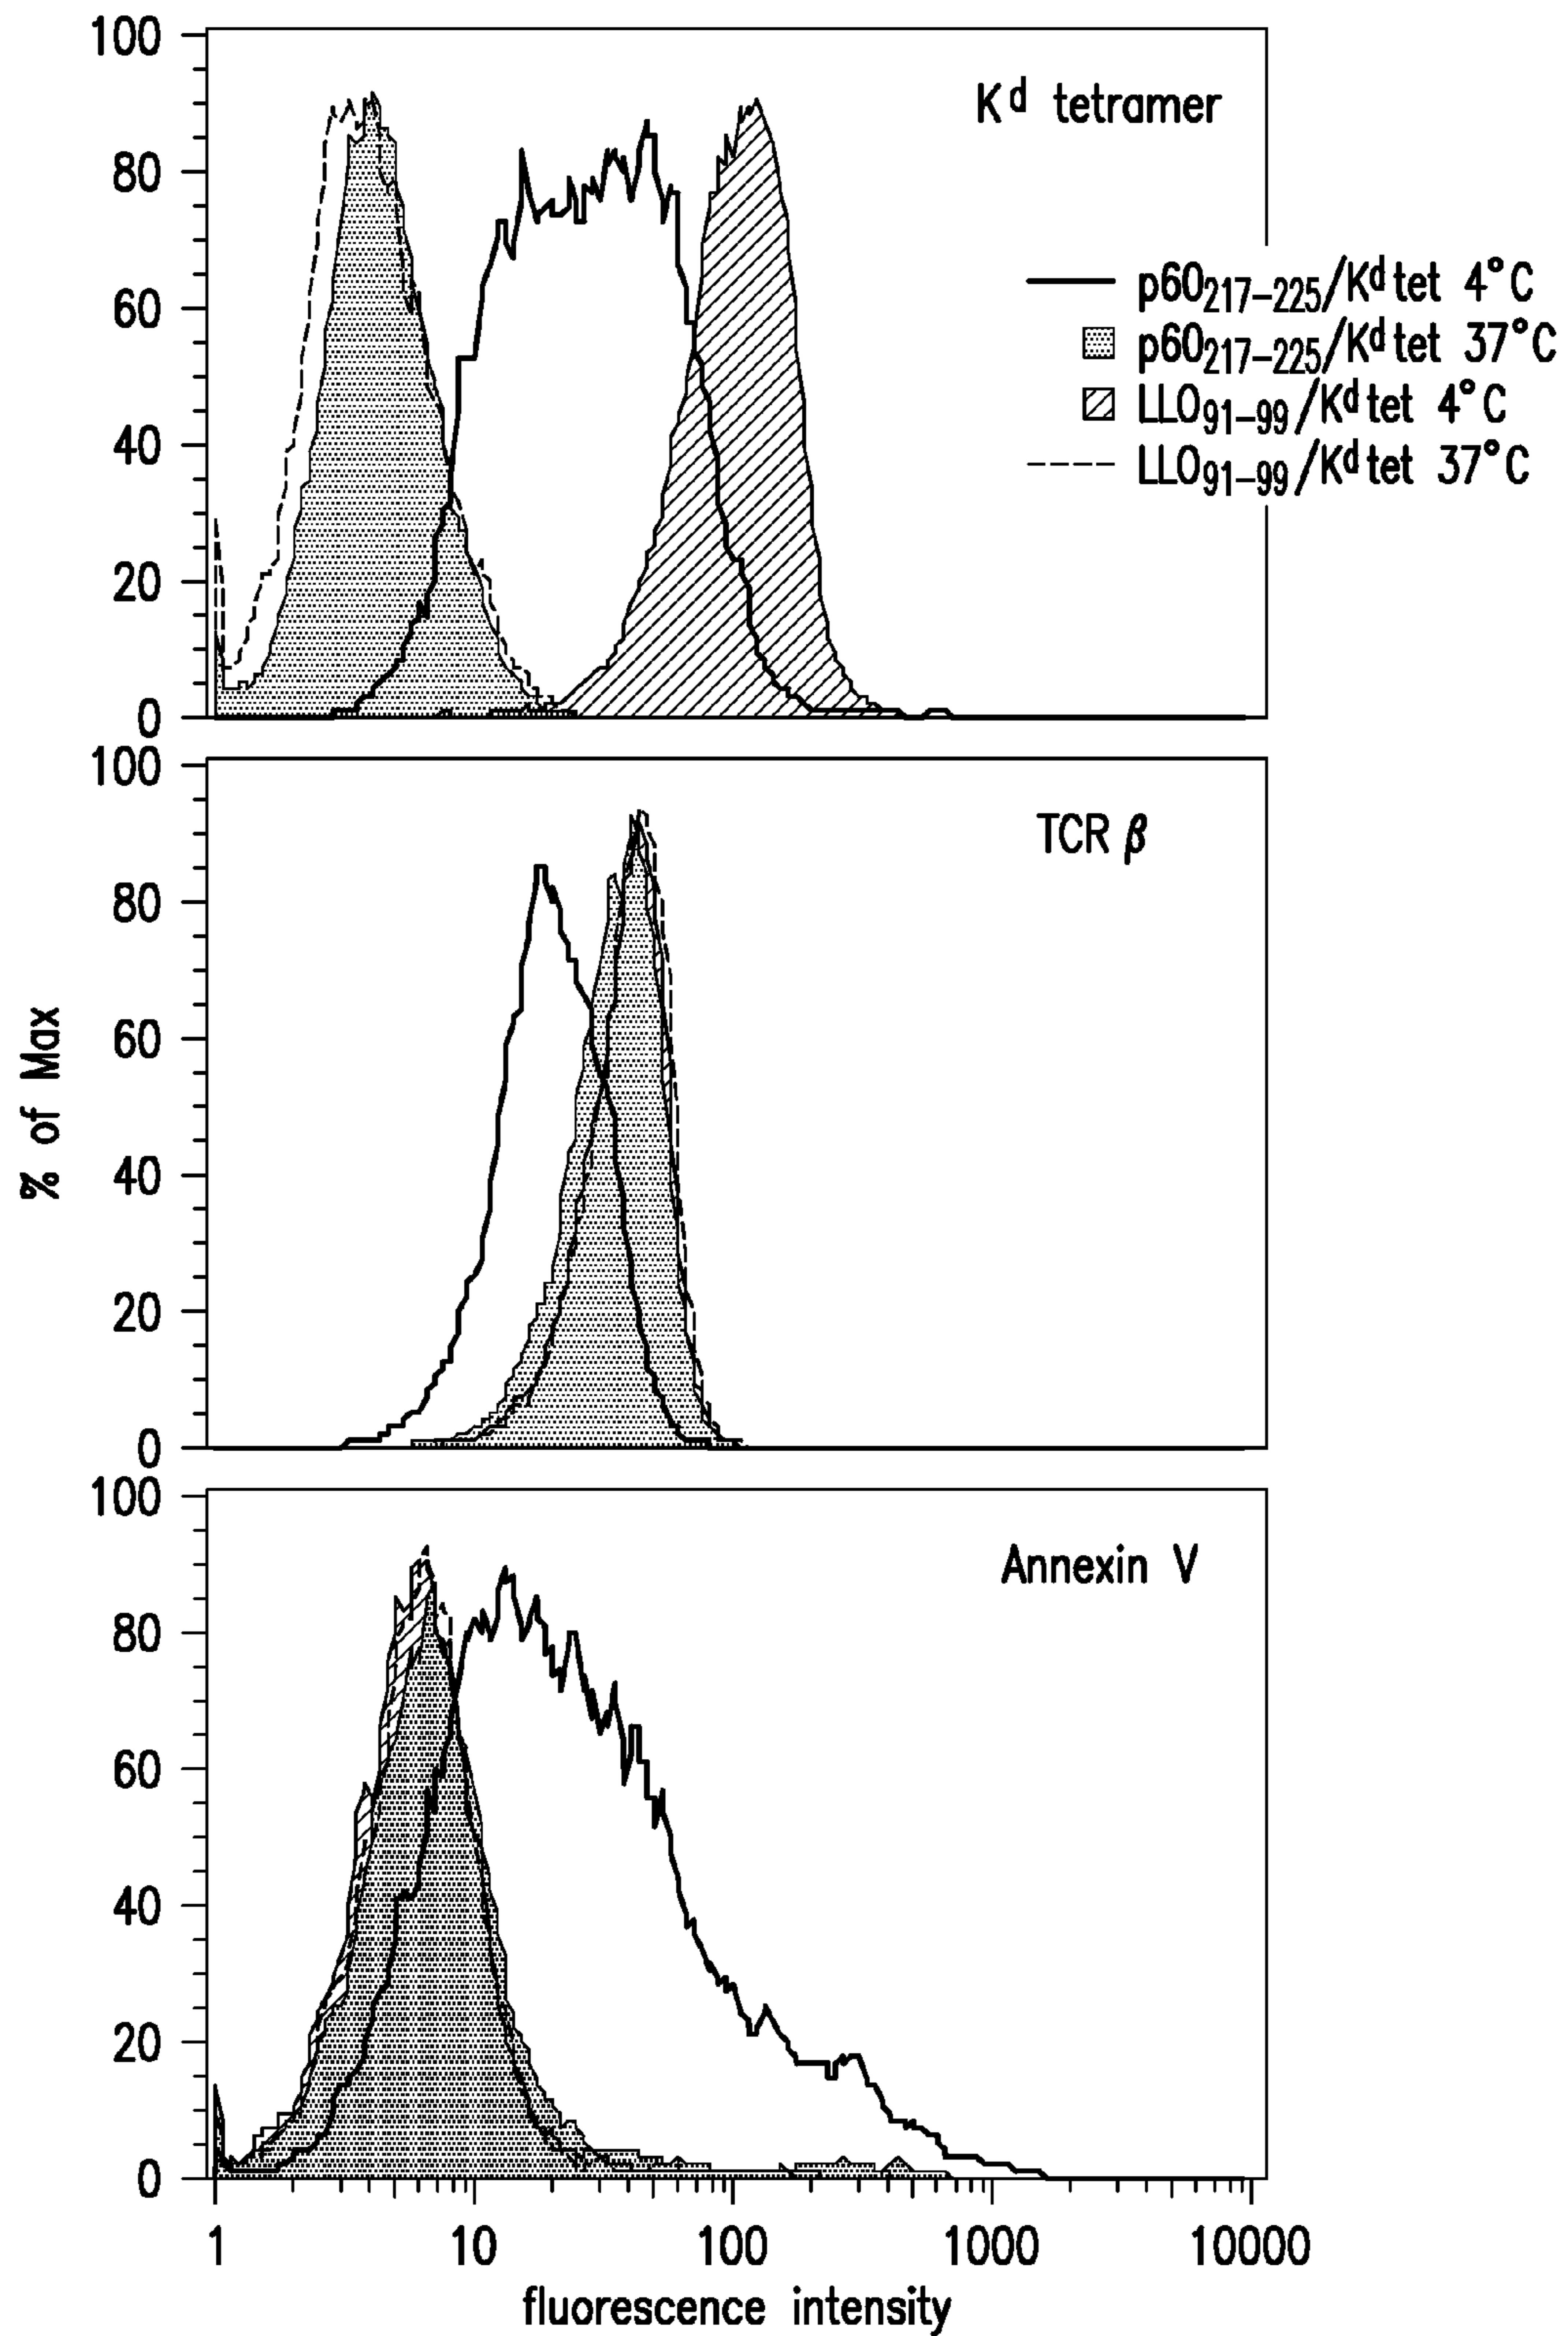 100
80
60
40
20
0
Kᵈ tetramer
p60₂₁₇₋₂₂₅/Kᵈ tet 4°C
p60₂₁₇₋₂₂₅/Kᵈ tet 37°C
LLO₉₁₋₉₉/Kᵈ tet 4°C
LLO₉₁₋₉₉/Kᵈ tet 37°C
100
80
60
40
20
0
TCR β
% of Max
100
80
60
40
20
0
Annexin V
1 10 100 1000 10000
fluorescence intensity